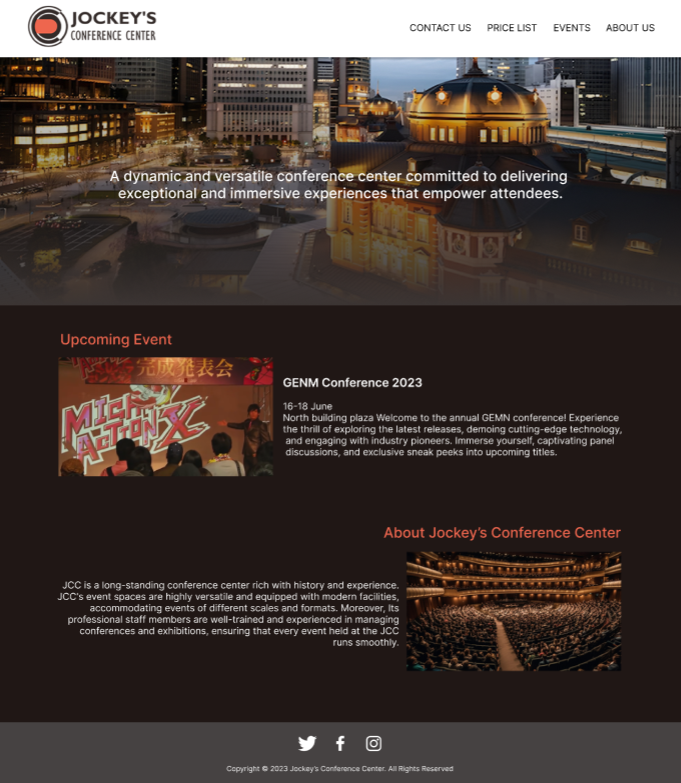 JOCKEY'S
CONFERENCE CENTER
CONTACT US
PRICE LIST
EVENTS
ABOUT US
A dynamic and versatile conference center committed to delivering
exceptional and immersive experiences that empower attendees.
Upcoming Event
完成発表会
GENM Conference 2023
16-18 June
North building plaza Welcome to the annual GEMN conference! Experience
the thrill of exploring the latest releases, demoing cutting-edge technology,
and engaging with industry pioneers. Immerse yourself, captivating panel
discussions, and exclusive sneak peeks into upcoming titles.
About Jockey's Conference Center
JCC is a long-standing conference center rich with history and experience.
JCC's event spaces are highly versatile and equipped with modern facilities,
accommodating events of different scales and formats. Moreover, Its
professional staff members are well-trained and experienced in managing
conferences and exhibitions, ensuring that every event held at the JCC
runs smoothly.
Copyright © 2023 Jockey's Conference Center. All Rights Reserved